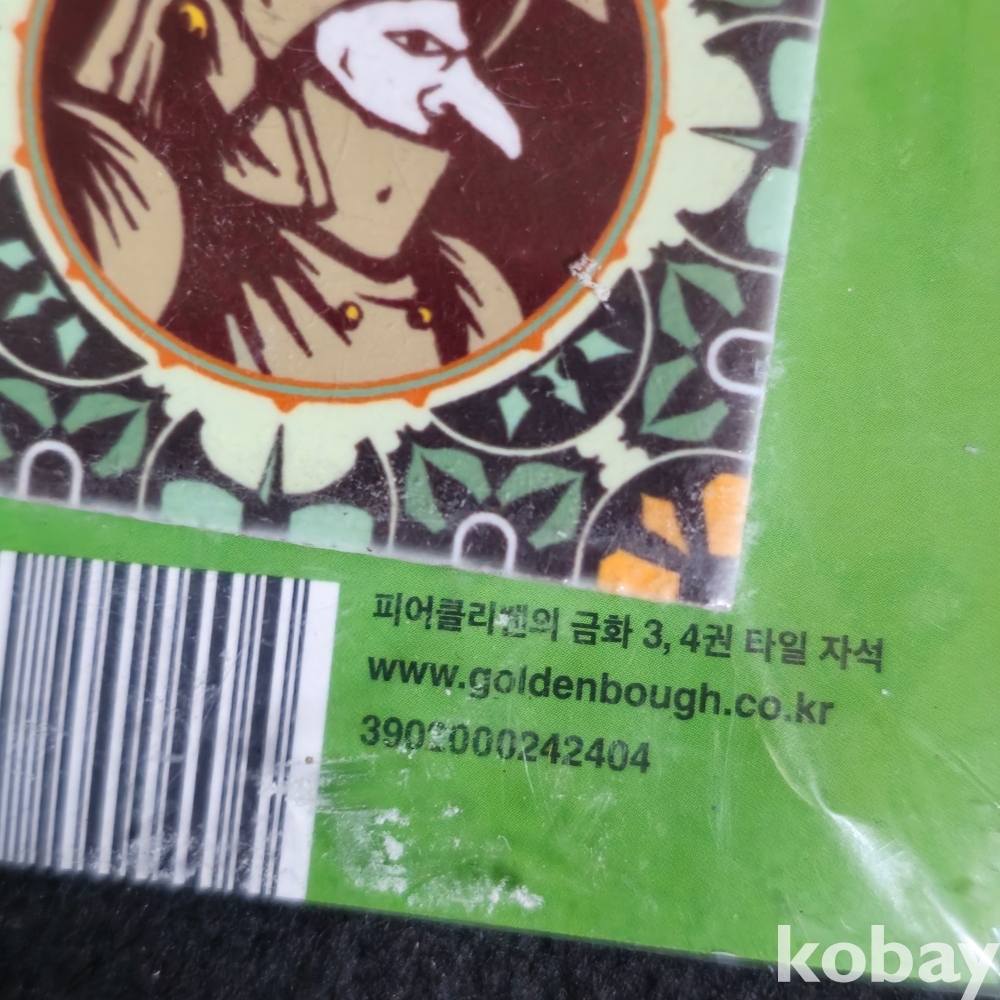 피어클리벤의 금화 3, 4권 타일 자석
www.goldenbough.co.kr
3902000242404
kobay